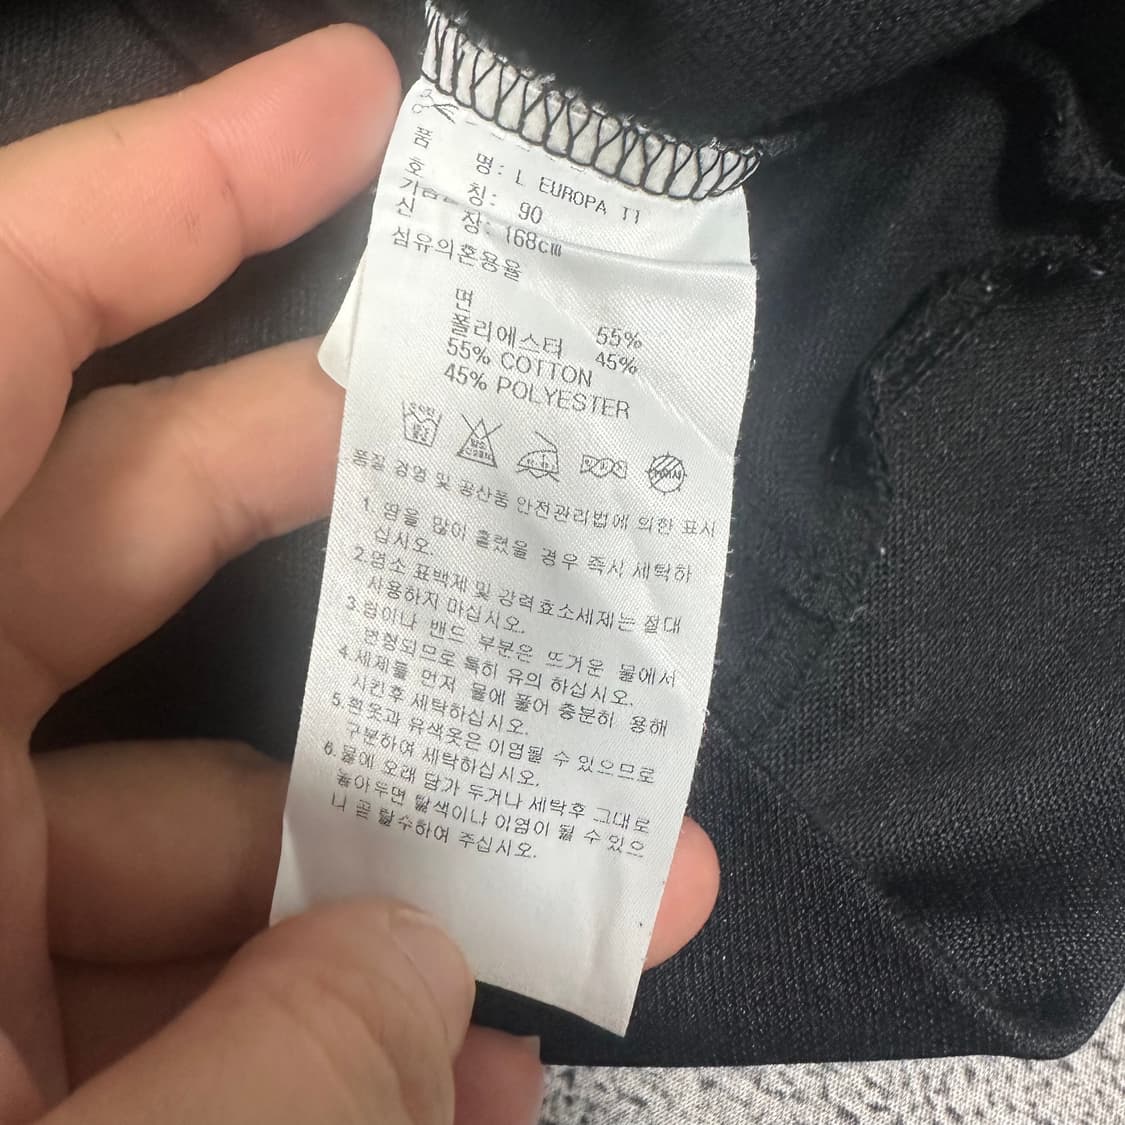 품 명: L EUROPA TT
호 칭: 90
신 장: 168cm
섬유의혼용율
면 55%
폴리에스터 45%
55% COTTON
45% POLYESTER
품질 경영 및 공산품 안전관리법에 의한 표시
1. 땀을 많이 흘렸을 경우 즉시 세탁하
십시오.
2.염소 표백제 및 강력효소세제는 절대
사용하지 마십시오.
3.립이나 밴드 부분은 뜨거운 물에서
변형되므로 특히 유의 하십시오.
4.세제를 먼저 물에 풀어 충분히 용해
시킨후 세탁하십시오.
5.흰옷과 유색옷은 이염될 수 있으므로
구분하여 세탁하십시오.
6.물에 오래 담가 두거나 세탁후 그대로
놓아두면 탈색이나 이염이 될 수 있으
니 곧 탈수하여 주십시오.